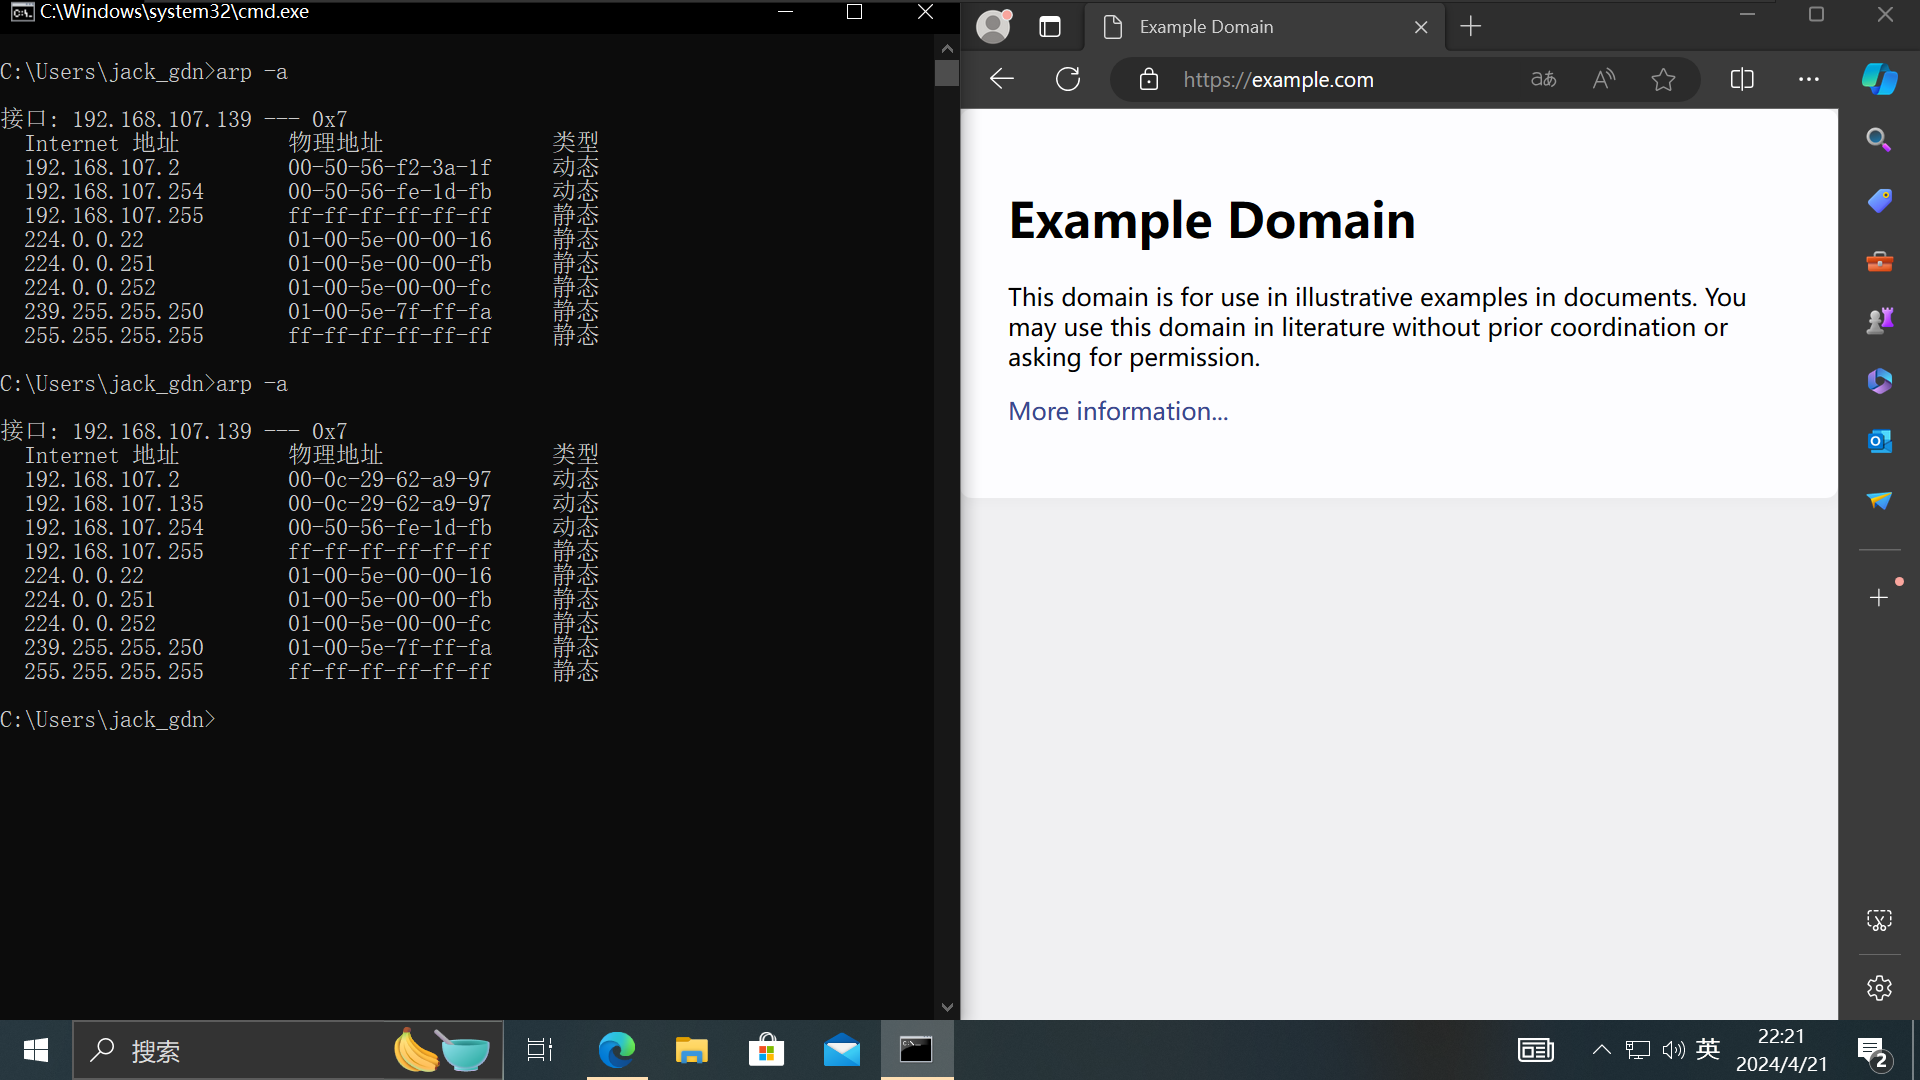 C:\Windows\system32\cmd.exe
C:\Users\jack_gdn>arp -a
接口: 192.168.107.139 --- 0x7
Internet 地址 物理地址 类型
192.168.107.2 00-50-56-f2-3a-1f 动态
192.168.107.254 00-50-56-fe-1d-fb 动态
192.168.107.255 ff-ff-ff-ff-ff-ff 静态
224.0.0.22 01-00-5e-00-00-16 静态
224.0.0.251 01-00-5e-00-00-fb 静态
224.0.0.252 01-00-5e-00-00-fc 静态
239.255.255.250 01-00-5e-7f-ff-fa 静态
255.255.255.255 ff-ff-ff-ff-ff-ff 静态
C:\Users\jack_gdn>arp -a
接口: 192.168.107.139 --- 0x7
Internet 地址 物理地址 类型
192.168.107.2 00-0c-29-62-a9-97 动态
192.168.107.135 00-0c-29-62-a9-97 动态
192.168.107.254 00-50-56-fe-1d-fb 动态
192.168.107.255 ff-ff-ff-ff-ff-ff 静态
224.0.0.22 01-00-5e-00-00-16 静态
224.0.0.251 01-00-5e-00-00-fb 静态
224.0.0.252 01-00-5e-00-00-fc 静态
239.255.255.250 01-00-5e-7f-ff-fa 静态
255.255.255.255 ff-ff-ff-ff-ff-ff 静态
C:\Users\jack_gdn>
Example Domain
https://example.com
aあ
Example Domain
This domain is for use in illustrative examples in documents. You
may use this domain in literature without prior coordination or
asking for permission.
More information...
搜索
英
22:21
2024/4/21
2